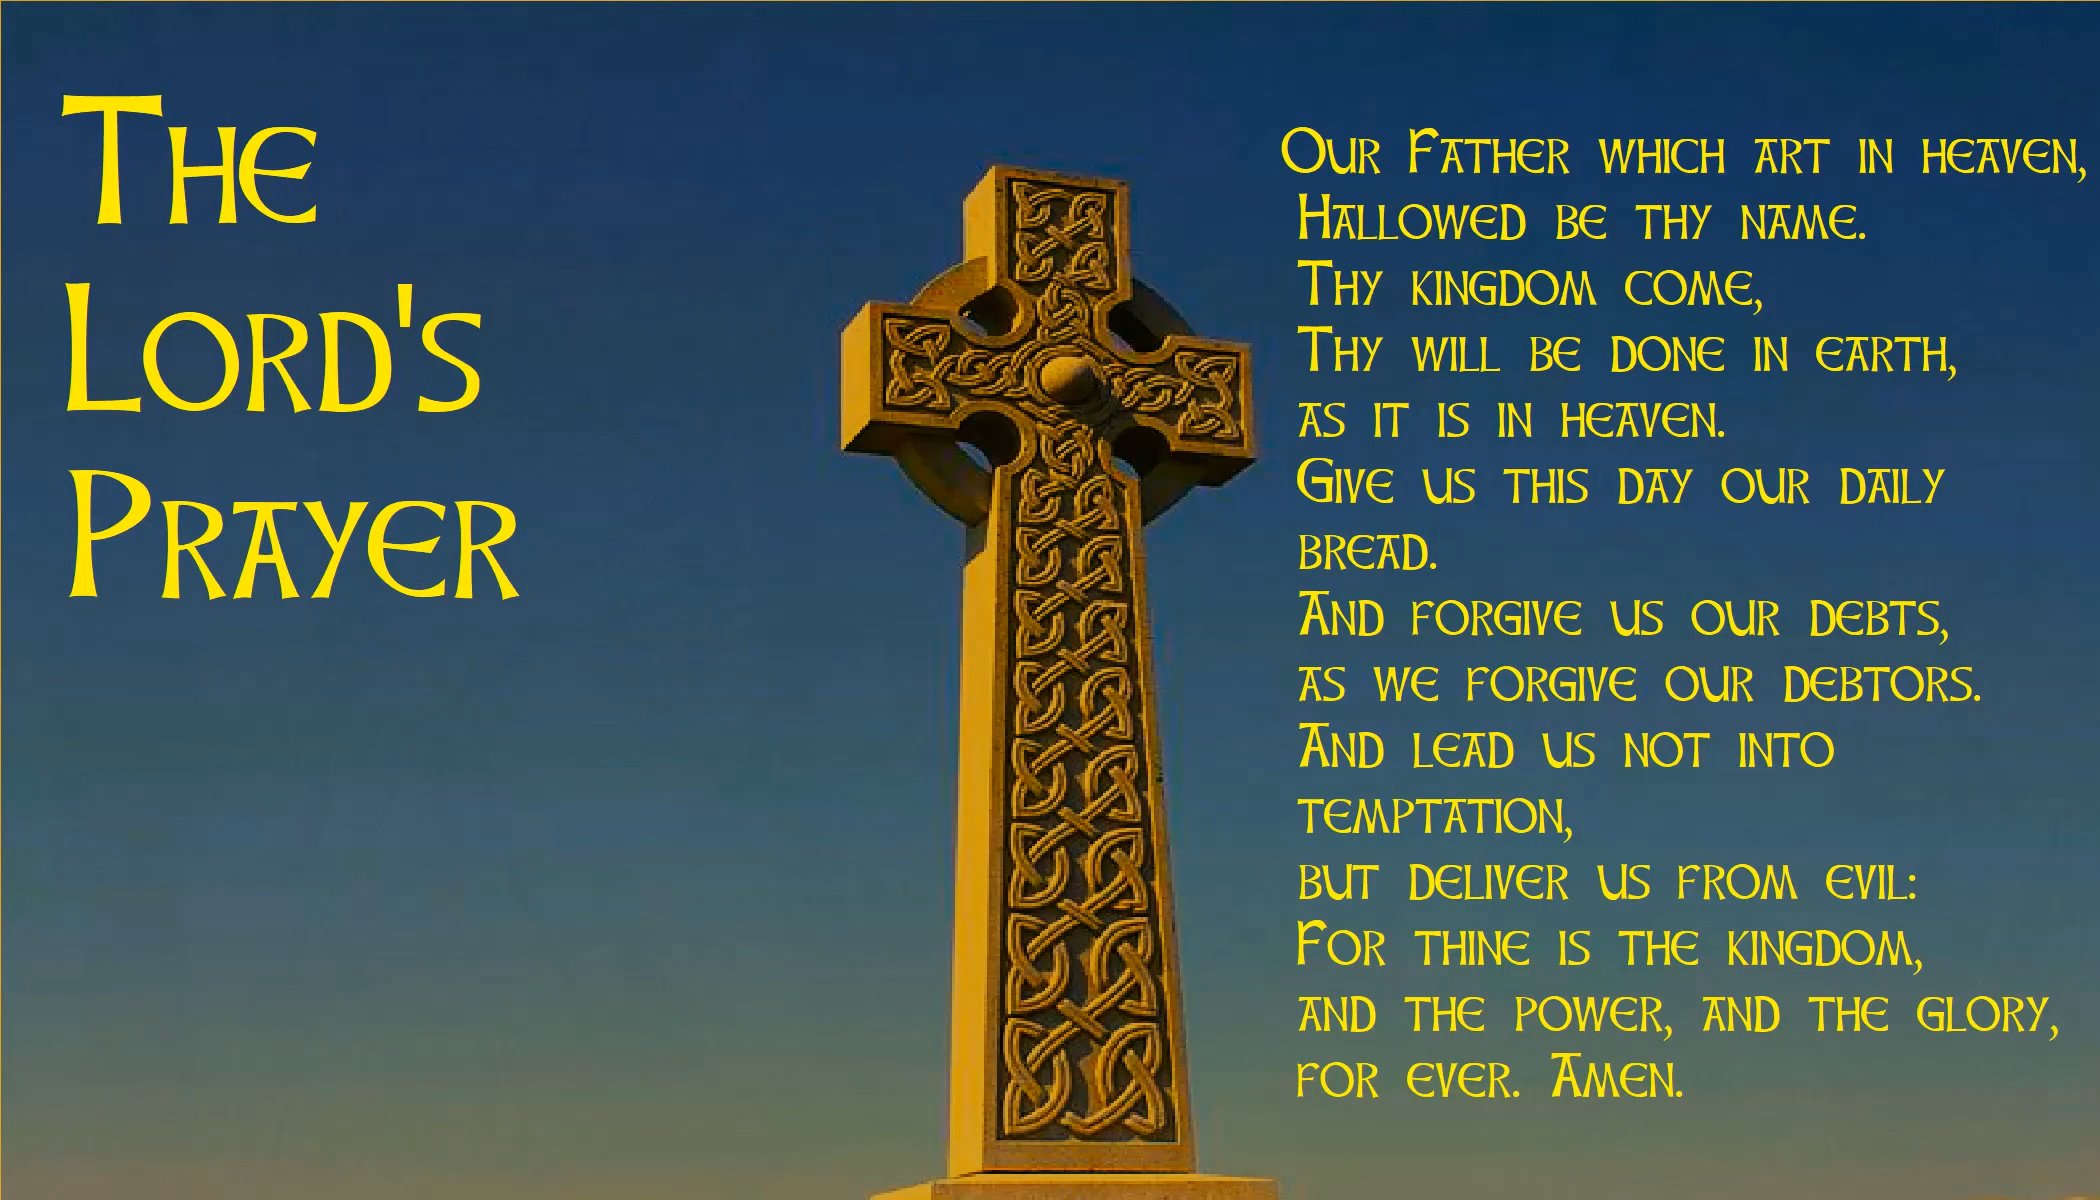 The
Lord's
Prayer
Our Father which art in heaven,
Hallowed be thy name.
Thy kingdom come,
Thy will be done in earth,
as it is in heaven.
Give us this day our daily
bread.
And forgive us our debts,
as we forgive our debtors.
And lead us not into
temptation,
but deliver us from evil:
For thine is the kingdom,
and the power, and the glory,
for ever. Amen.